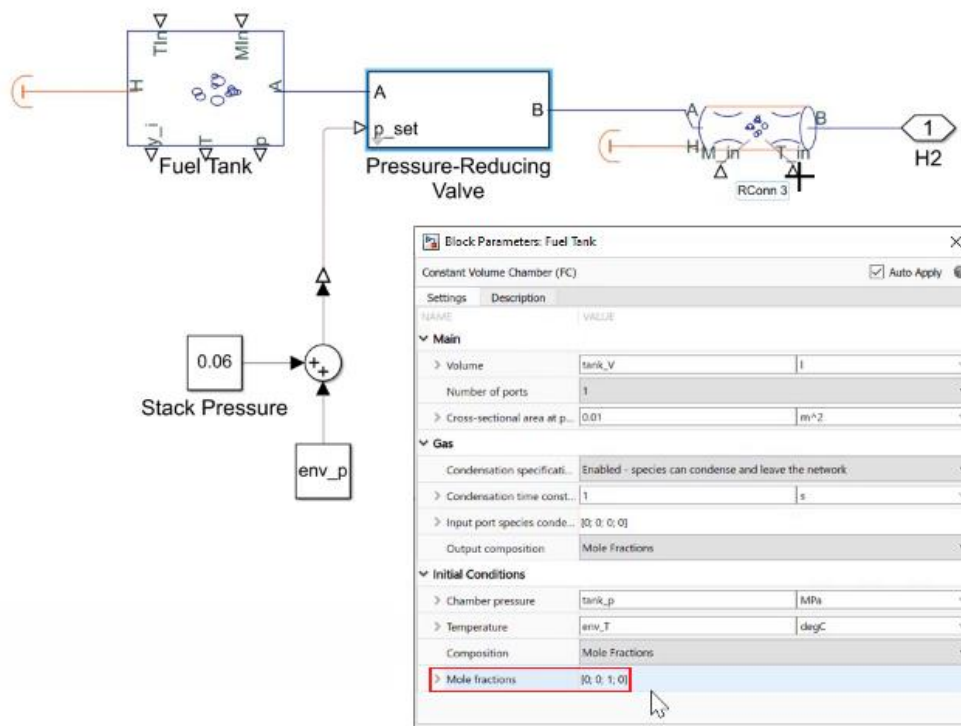 TIn
MIn
H
A
y_i
T
p
Fuel Tank
A
p_set
B
Pressure-Reducing
Valve
A
B
H
M_in
T_in
RConn 3
1
H2
0.06
Stack Pressure
+
+
env_p
Block Parameters: Fuel Tank
Constant Volume Chamber (FC)
Auto Apply
Settings Description
NAME VALUE
Main
Volume tank_V l
Number of ports 1
Cross-sectional area at p... 0.01 m^2
Gas
Condensation specificati... Enabled - species can condense and leave the network
Condensation time const... 1 s
Input port species conde... [0; 0; 0; 0]
Output composition Mole Fractions
Initial Conditions
Chamber pressure tank_p MPa
Temperature env_T degC
Composition Mole Fractions
Mole fractions [0; 0; 1; 0]